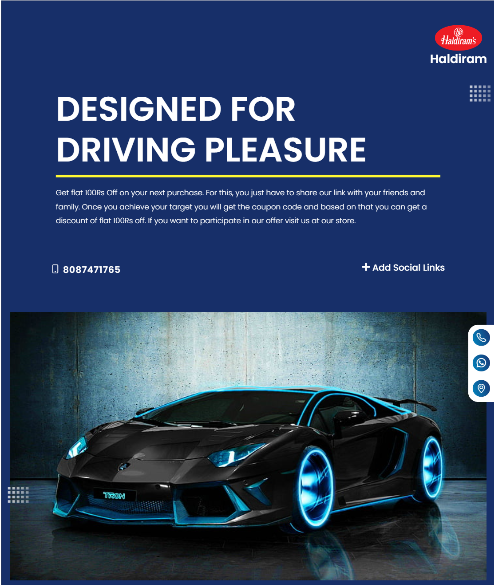 Haldiram's
Haldiram
DESIGNED FOR
DRIVING PLEASURE
Get flat 100Rs Off on your next purchase. For this, you just have to share our link with your friends and
family. Once you achieve your target you will get the coupon code and based on that you can get a
discount of flat 100Rs off. If you want to participate in our offer visit us at our store.
8087471765
+ Add Social Links
TRON